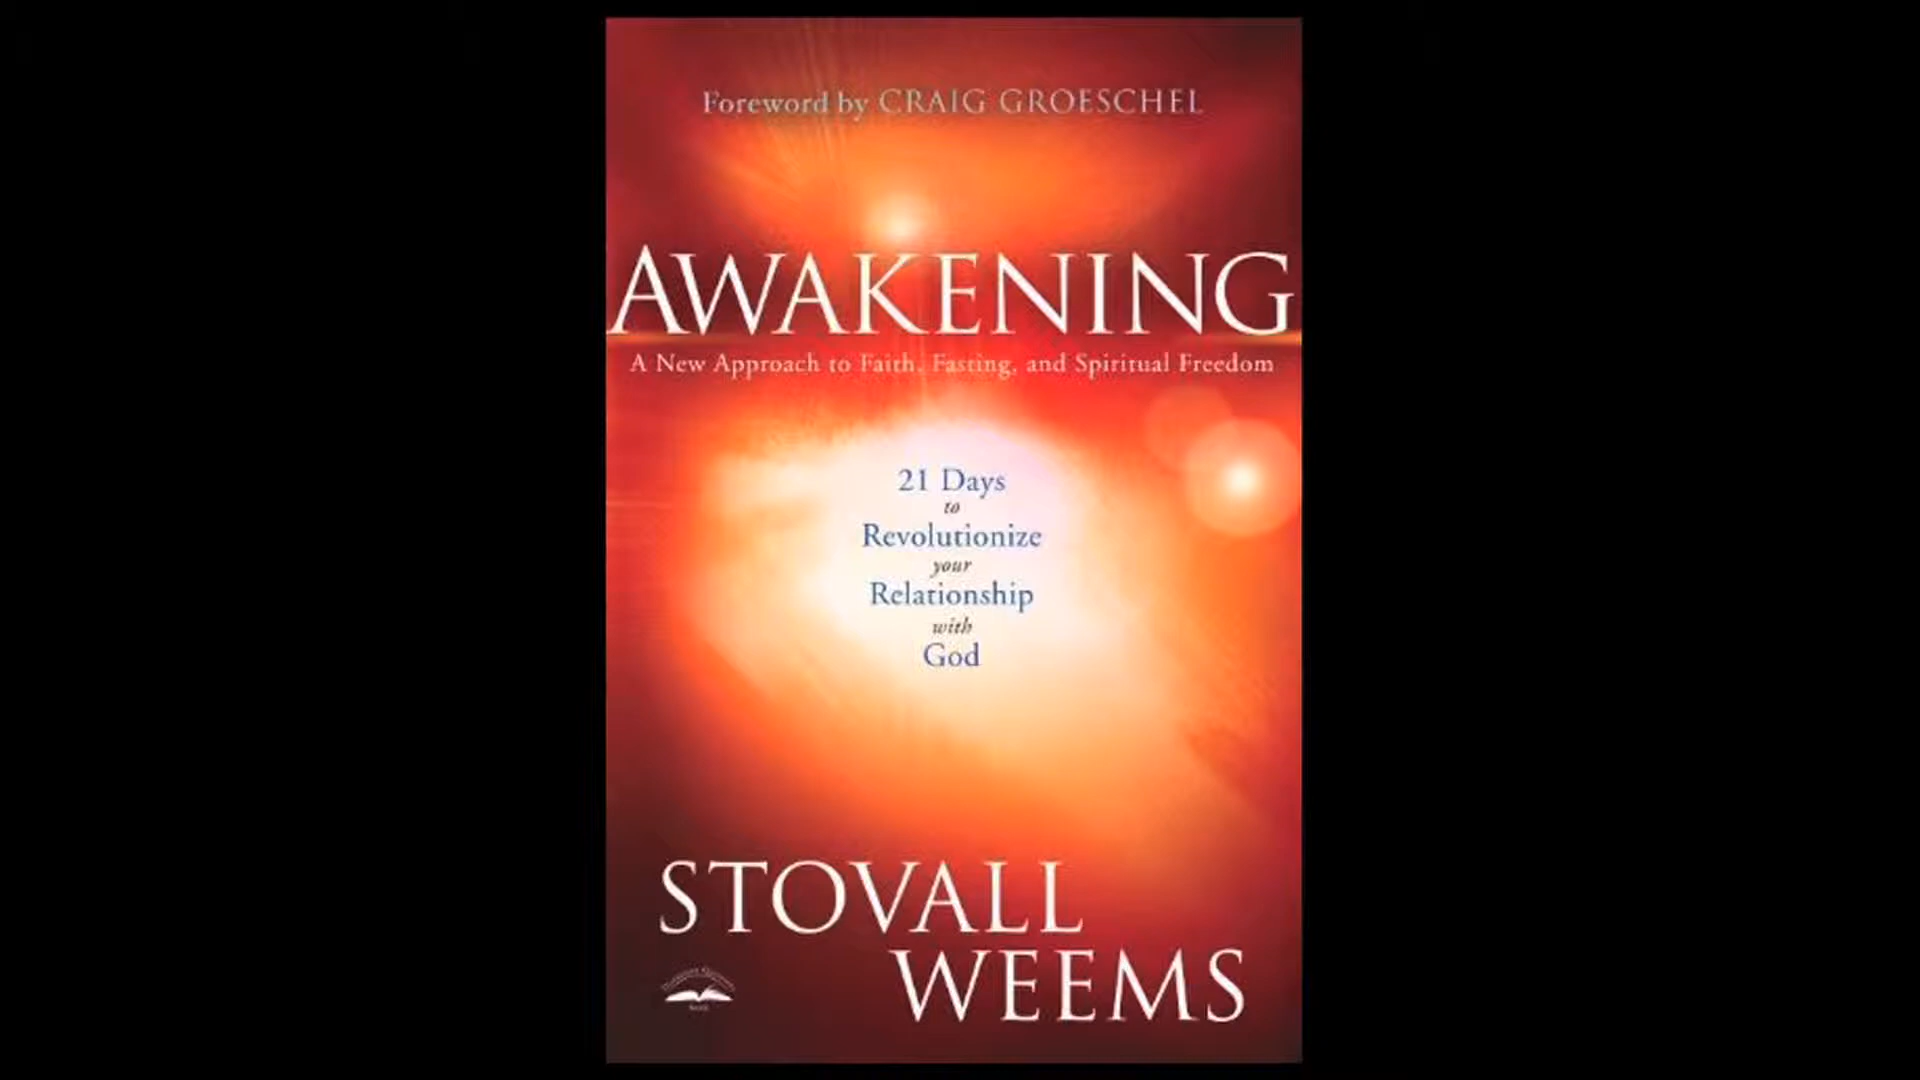 Foreword by CRAIG GROESCHEL
AWAKENING
A New Approach to Faith, Fasting, and Spiritual Freedom
21 Days
to
Revolutionize
your
Relationship
with
God
STOVALL
WEEMS